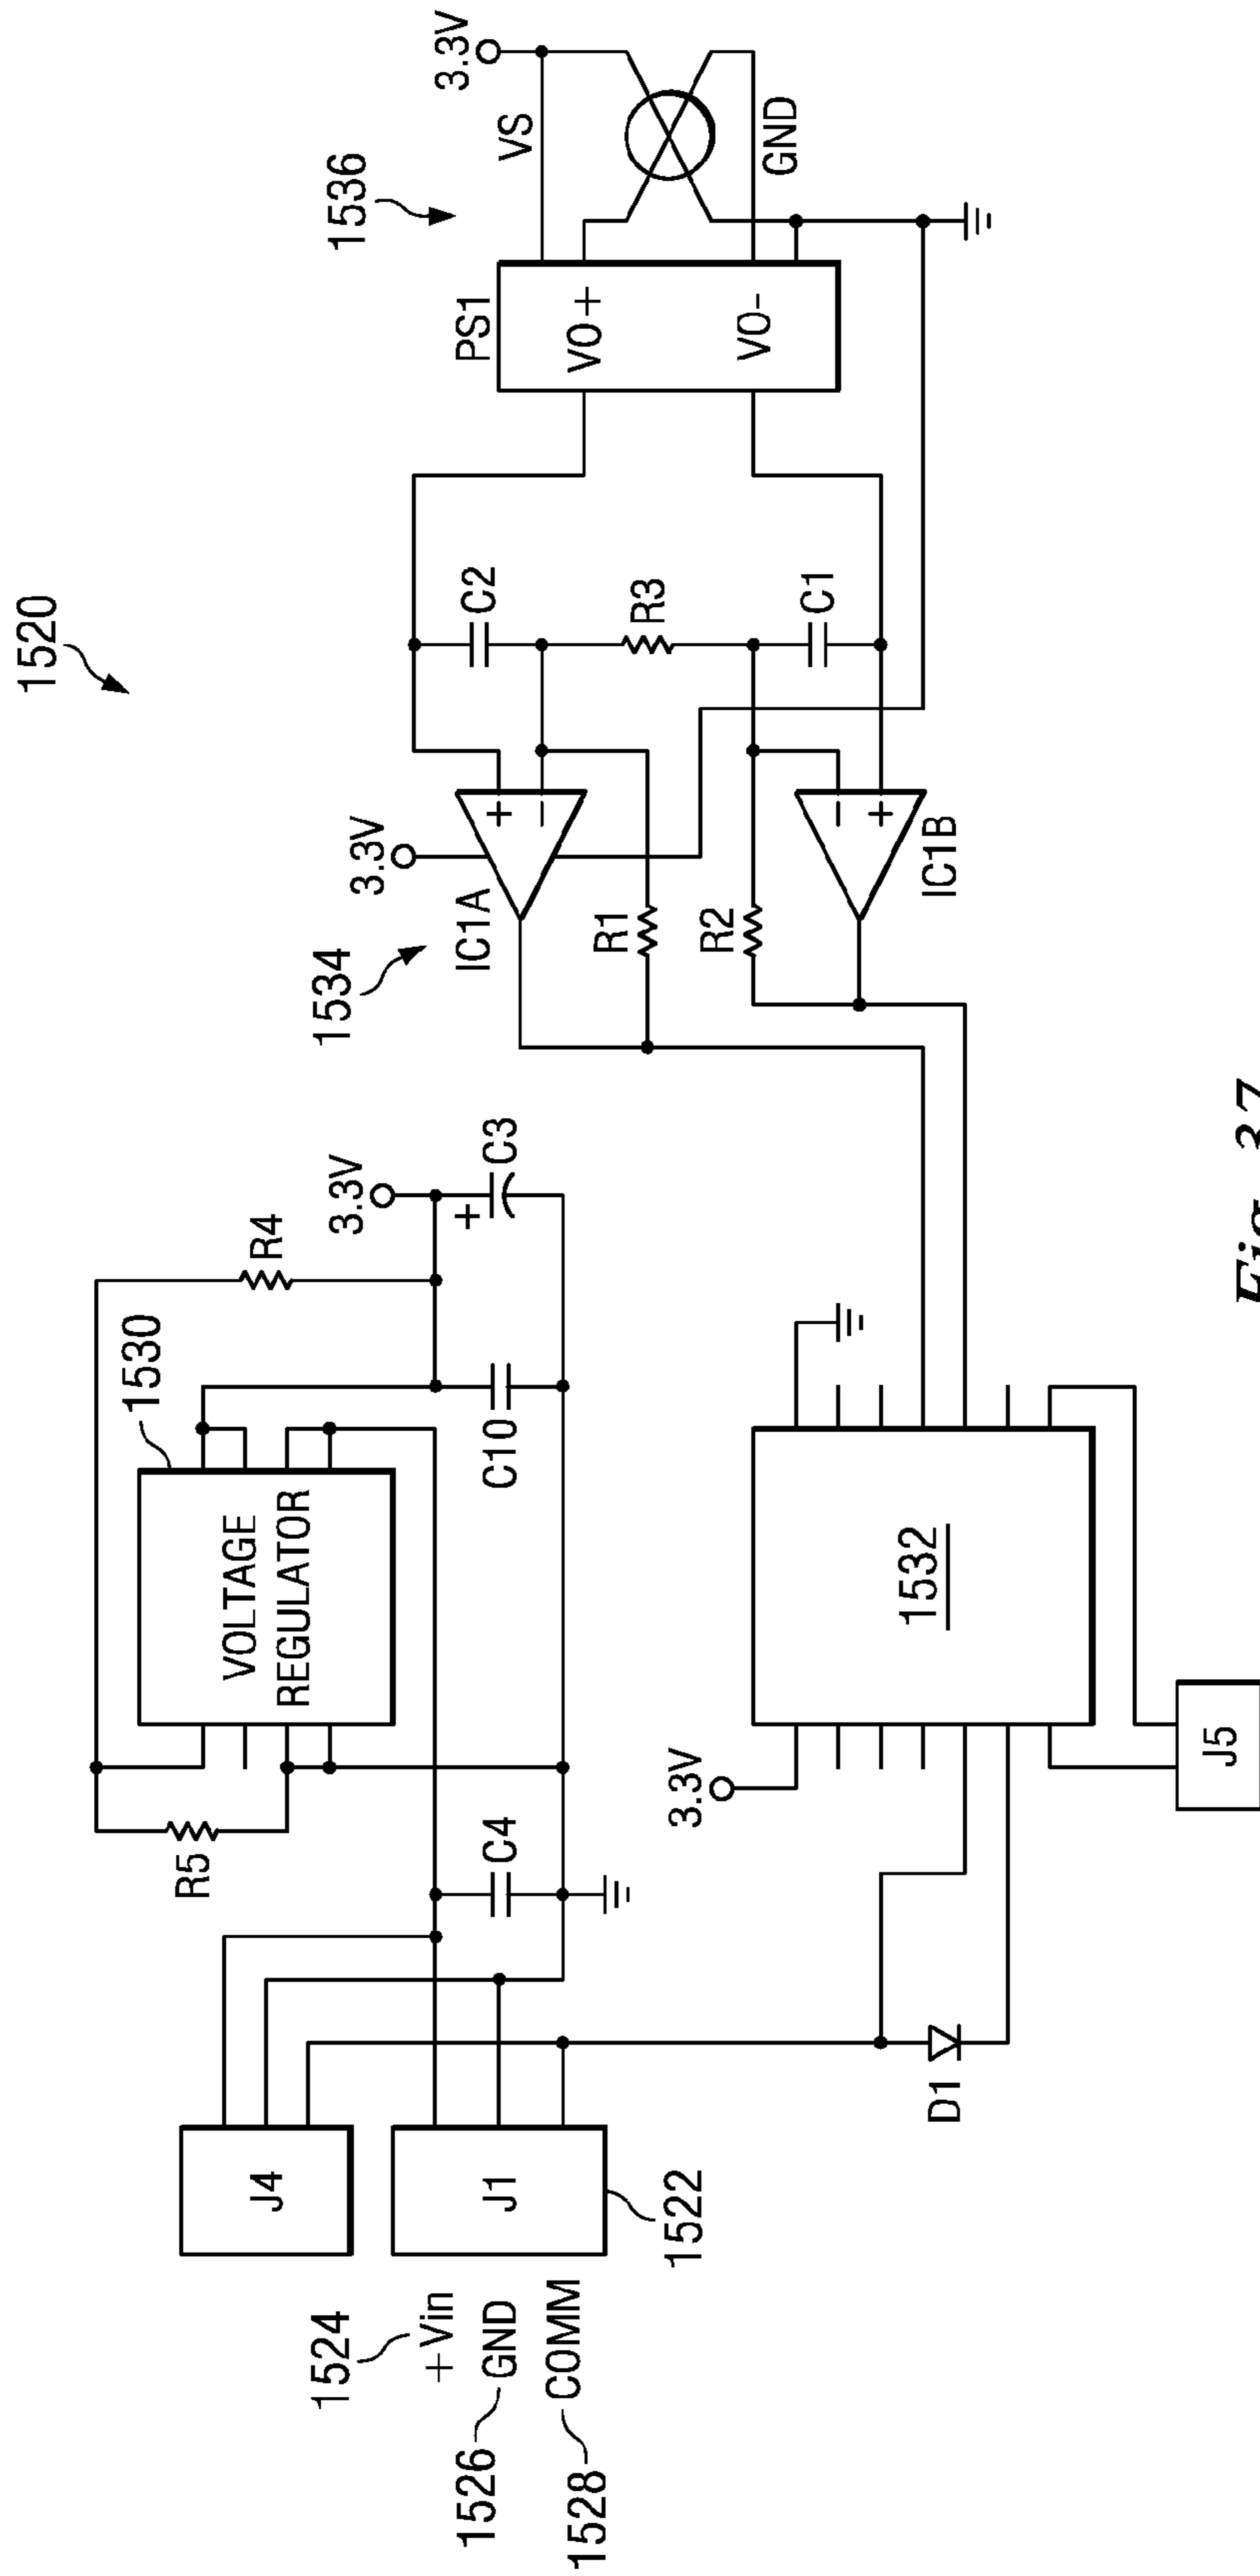 1520
1524
+Vin
1526
GND
1528
COMM
J4
J1
1522
R5
C4
VOLTAGE
REGULATOR
1530
R4
3.3V
C10
+
C3
D1
3.3V
1532
J5
1534
3.3V
IC1A
+
−
R1
R2
−
+
IC1B
C2
R3
C1
1536
PS1
VO+
VO-
VS
3.3V
GND
Fig. 37